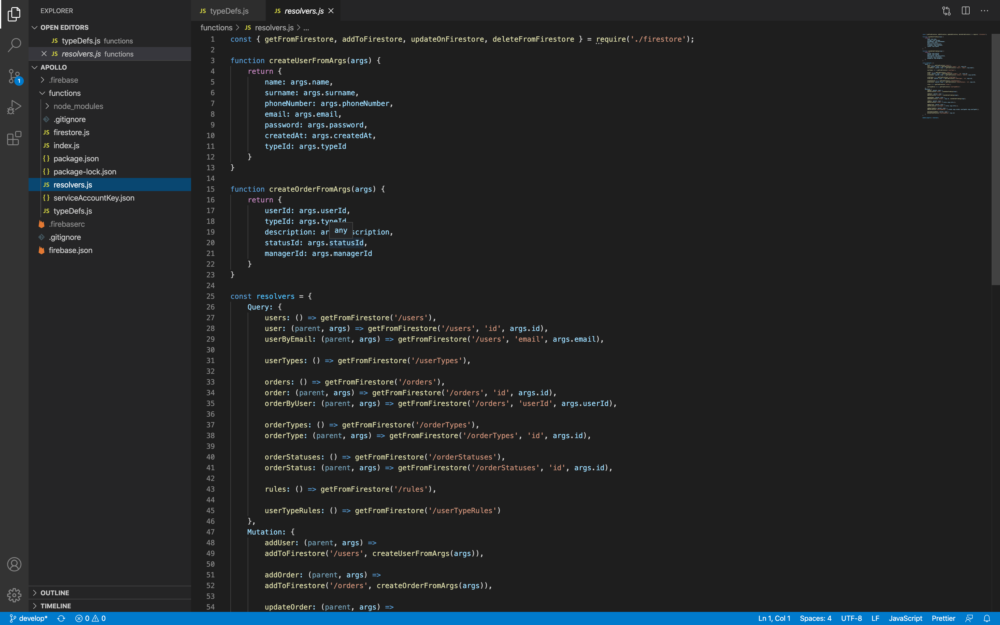 EXPLORER
OPEN EDITORS
JS typeDefs.js functions
JS resolvers.js functions
APOLLO
.firebase
functions
node_modules
.gitignore
JS firestore.js
JS index.js
{} package.json
{} package-lock.json
JS resolvers.js
{} serviceAccountKey.json
JS typeDefs.js
.firebaserc
.gitignore
firebase.json
OUTLINE
TIMELINE
1
JS typeDefs.js
JS resolvers.js
functions > JS resolvers.js > ...
1 const { getFromFirestore, addToFirestore, updateOnFirestore, deleteFromFirestore } = require('./firestore');
2
3 function createUserFromArgs(args) {
4 return {
5 name: args.name,
6 surname: args.surname,
7 phoneNumber: args.phoneNumber,
8 email: args.email,
9 password: args.password,
10 createdAt: args.createdAt,
11 typeId: args.typeId
12 }
13 }
14
15 function createOrderFromArgs(args) {
16 return {
17 userId: args.userId,
18 typeId: args.typeId
any
19 description: ar scription,
20 statusId: args.statusId,
21 managerId: args.managerId
22 }
23 }
24
25 const resolvers = {
26 Query: {
27 users: () => getFromFirestore('/users'),
28 user: (parent, args) => getFromFirestore('/users', 'id', args.id),
29 userByEmail: (parent, args) => getFromFirestore('/users', 'email', args.email),
30
31 userTypes: () => getFromFirestore('/userTypes'),
32
33 orders: () => getFromFirestore('/orders'),
34 order: (parent, args) => getFromFirestore('/orders', 'id', args.id),
35 orderByUser: (parent, args) => getFromFirestore('/orders', 'userId', args.userId),
36
37 orderTypes: () => getFromFirestore('/orderTypes'),
38 orderType: (parent, args) => getFromFirestore('/orderTypes', 'id', args.id),
39
40 orderStatuses: () => getFromFirestore('/orderStatuses'),
41 orderStatus: (parent, args) => getFromFirestore('/orderStatuses', 'id', args.id),
42
43 rules: () => getFromFirestore('/rules'),
44
45 userTypeRules: () => getFromFirestore('/userTypeRules')
46 },
47 Mutation: {
48 addUser: (parent, args) =>
49 addToFirestore('/users', createUserFromArgs(args)),
50
51 addOrder: (parent, args) =>
52 addToFirestore('/orders', createOrderFromArgs(args)),
53
54 updateOrder: (parent, args) =>
develop* 0 0
Ln 1, Col 1 Spaces: 4 UTF-8 LF JavaScript Prettier